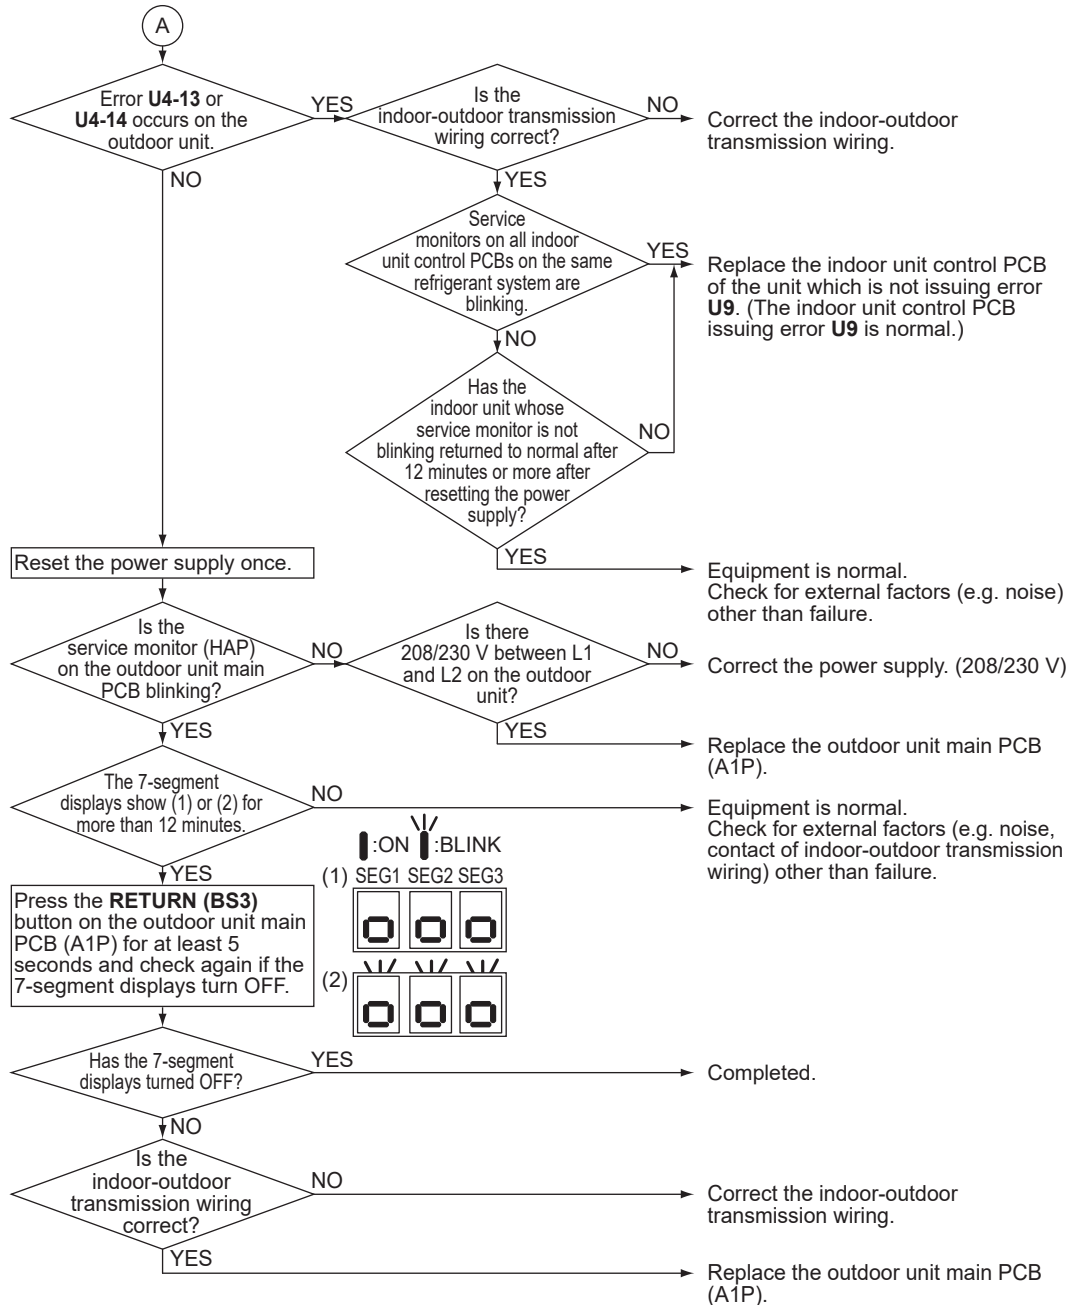 A
Error U4-13 or
U4-14 occurs on the
outdoor unit.
YES
Is the
indoor-outdoor transmission
wiring correct?
NO
Correct the indoor-outdoor
transmission wiring.
NO
YES
Service
monitors on all indoor
unit control PCBs on the same
refrigerant system are
blinking.
YES
Replace the indoor unit control PCB
of the unit which is not issuing error
U9. (The indoor unit control PCB
issuing error U9 is normal.)
NO
Has the
indoor unit whose
service monitor is not
blinking returned to normal after
12 minutes or more after
resetting the power
supply?
NO
YES
Equipment is normal.
Check for external factors (e.g. noise)
other than failure.
Reset the power supply once.
Is the
service monitor (HAP)
on the outdoor unit main
PCB blinking?
NO
Is there
208/230 V between L1
and L2 on the outdoor
unit?
NO
Correct the power supply. (208/230 V)
YES
YES
Replace the outdoor unit main PCB
(A1P).
The 7-segment
displays show (1) or (2) for
more than 12 minutes.
NO
Equipment is normal.
Check for external factors (e.g. noise,
contact of indoor-outdoor transmission
wiring) other than failure.
:ON :BLINK
YES
(1) SEG1 SEG2 SEG3
(2)
Press the RETURN (BS3)
button on the outdoor unit main
PCB (A1P) for at least 5
seconds and check again if the
7-segment displays turn OFF.
Has the 7-segment
displays turned OFF?
YES
Completed.
NO
Is the
indoor-outdoor
transmission wiring
correct?
NO
Correct the indoor-outdoor
transmission wiring.
YES
Replace the outdoor unit main PCB
(A1P).